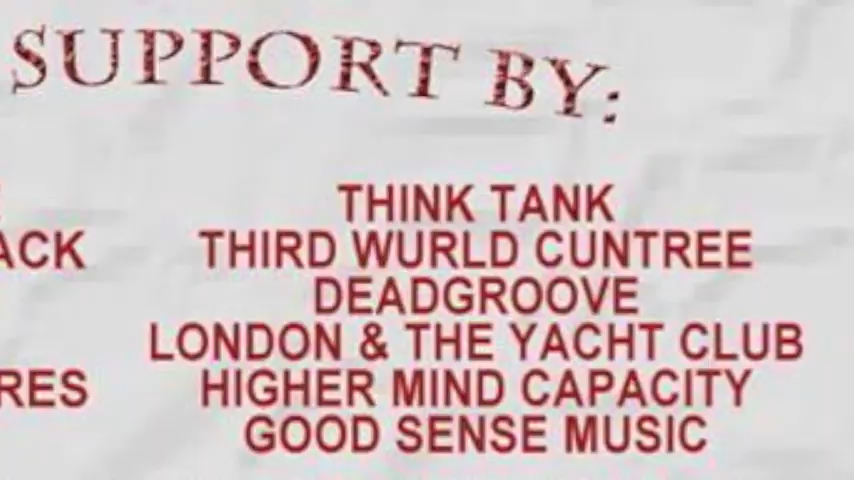 SUPPORT BY:
THINK TANK
ACK THIRD WURLD CUNTREE
DEADGROOVE
LONDON & THE YACHT CLUB
RES HIGHER MIND CAPACITY
GOOD SENSE MUSIC